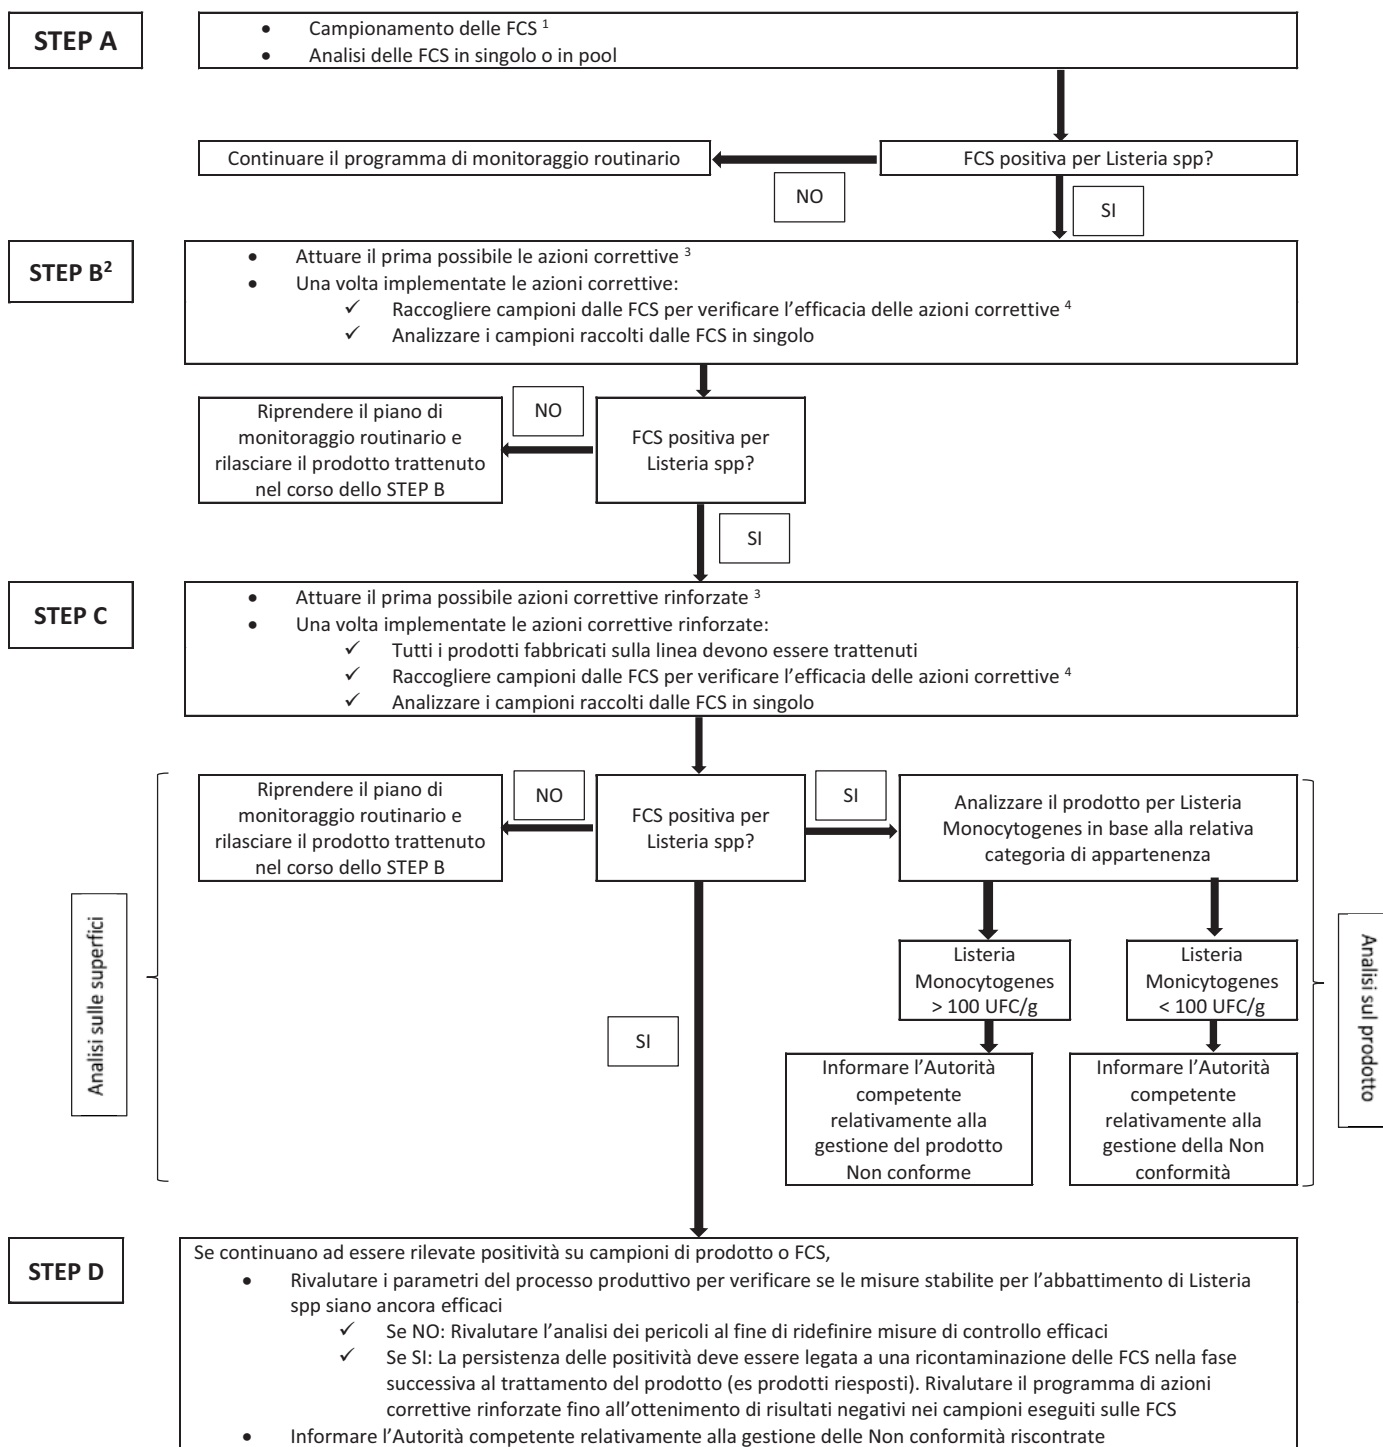 STEP A
• Campionamento delle FCS ¹
• Analisi delle FCS in singolo o in pool
Continuare il programma di monitoraggio routinario
FCS positiva per Listeria spp?
NO
SI
STEP B²
• Attuare il prima possibile le azioni correttive ³
• Una volta implementate le azioni correttive:
✓ Raccogliere campioni dalle FCS per verificare l’efficacia delle azioni correttive ⁴
✓ Analizzare i campioni raccolti dalle FCS in singolo
Riprendere il piano di
monitoraggio routinario e
rilasciare il prodotto trattenuto
nel corso dello STEP B
NO
FCS positiva per
Listeria spp?
SI
STEP C
• Attuare il prima possibile azioni correttive rinforzate ³
• Una volta implementate le azioni correttive rinforzate:
✓ Tutti i prodotti fabbricati sulla linea devono essere trattenuti
✓ Raccogliere campioni dalle FCS per verificare l’efficacia delle azioni correttive ⁴
✓ Analizzare i campioni raccolti dalle FCS in singolo
Analisi sulle superfici
Riprendere il piano di
monitoraggio routinario e
rilasciare il prodotto trattenuto
nel corso dello STEP B
NO
FCS positiva per
Listeria spp?
SI
Analizzare il prodotto per Listeria
Monocytogenes in base alla relativa
categoria di appartenenza
Listeria
Monocytogenes
> 100 UFC/g
Listeria
Monicytogenes
< 100 UFC/g
Analisi sul prodotto
SI
Informare l’Autorità
competente
relativamente alla
gestione del prodotto
Non conforme
Informare l’Autorità
competente
relativamente alla
gestione della Non
conformità
STEP D
Se continuano ad essere rilevate positività su campioni di prodotto o FCS,
• Rivalutare i parametri del processo produttivo per verificare se le misure stabilite per l’abbattimento di Listeria
spp siano ancora efficaci
✓ Se NO: Rivalutare l’analisi dei pericoli al fine di ridefinire misure di controllo efficaci
✓ Se SI: La persistenza delle positività deve essere legata a una ricontaminazione delle FCS nella fase
successiva al trattamento del prodotto (es prodotti riesposti). Rivalutare il programma di azioni
correttive rinforzate fino all’ottenimento di risultati negativi nei campioni eseguiti sulle FCS
• Informare l’Autorità competente relativamente alla gestione delle Non conformità riscontrate